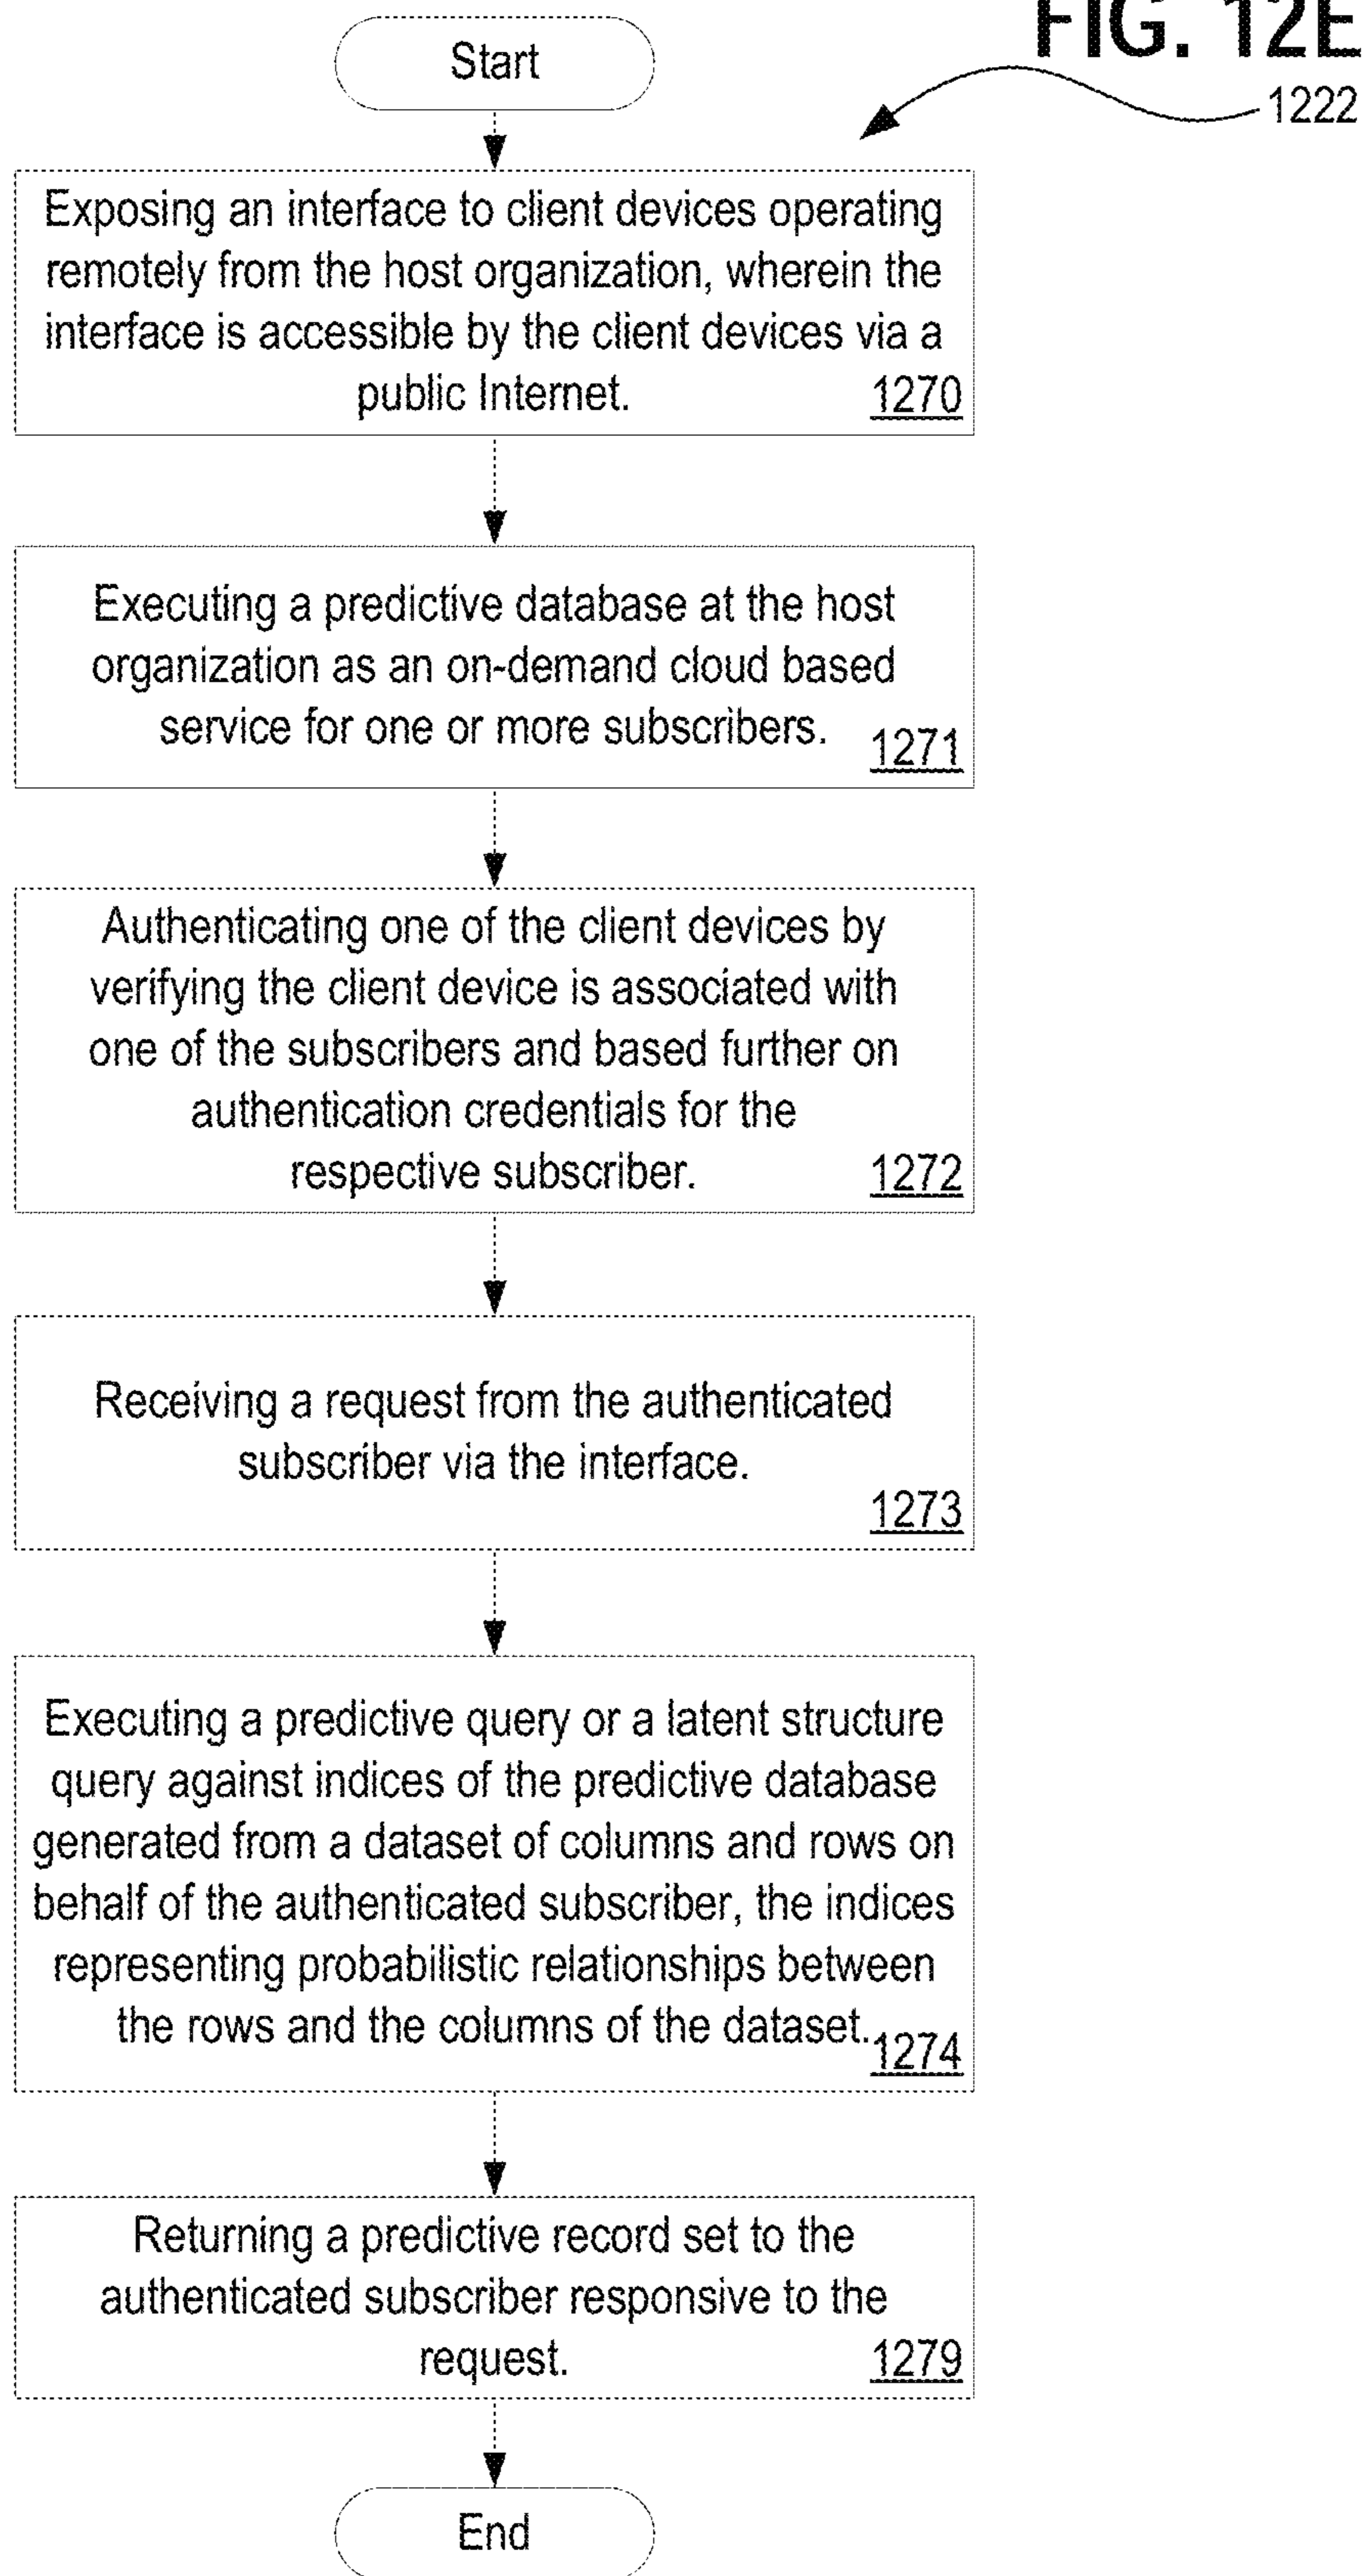 FIG. 12E
1222
Start
Exposing an interface to client devices operating
remotely from the host organization, wherein the
interface is accessible by the client devices via a
public Internet.
1270
Executing a predictive database at the host
organization as an on-demand cloud based
service for one or more subscribers.
1271
Authenticating one of the client devices by
verifying the client device is associated with
one of the subscribers and based further on
authentication credentials for the
respective subscriber.
1272
Receiving a request from the authenticated
subscriber via the interface.
1273
Executing a predictive query or a latent structure
query against indices of the predictive database
generated from a dataset of columns and rows on
behalf of the authenticated subscriber, the indices
representing probabilistic relationships between
the rows and the columns of the dataset.
1274
Returning a predictive record set to the
authenticated subscriber responsive to the
request.
1279
End